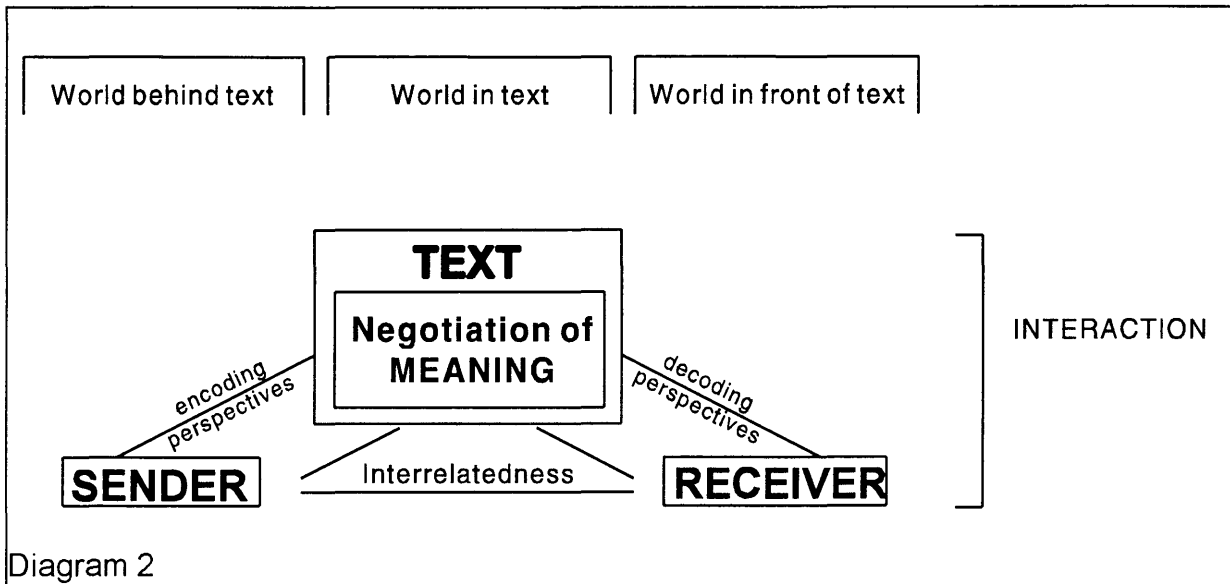 World behind text
World in text
World in front of text
TEXT
Negotiation of
MEANING
INTERACTION
encoding
perspectives
decoding
perspectives
Interrelatedness
SENDER
RECEIVER
Diagram 2